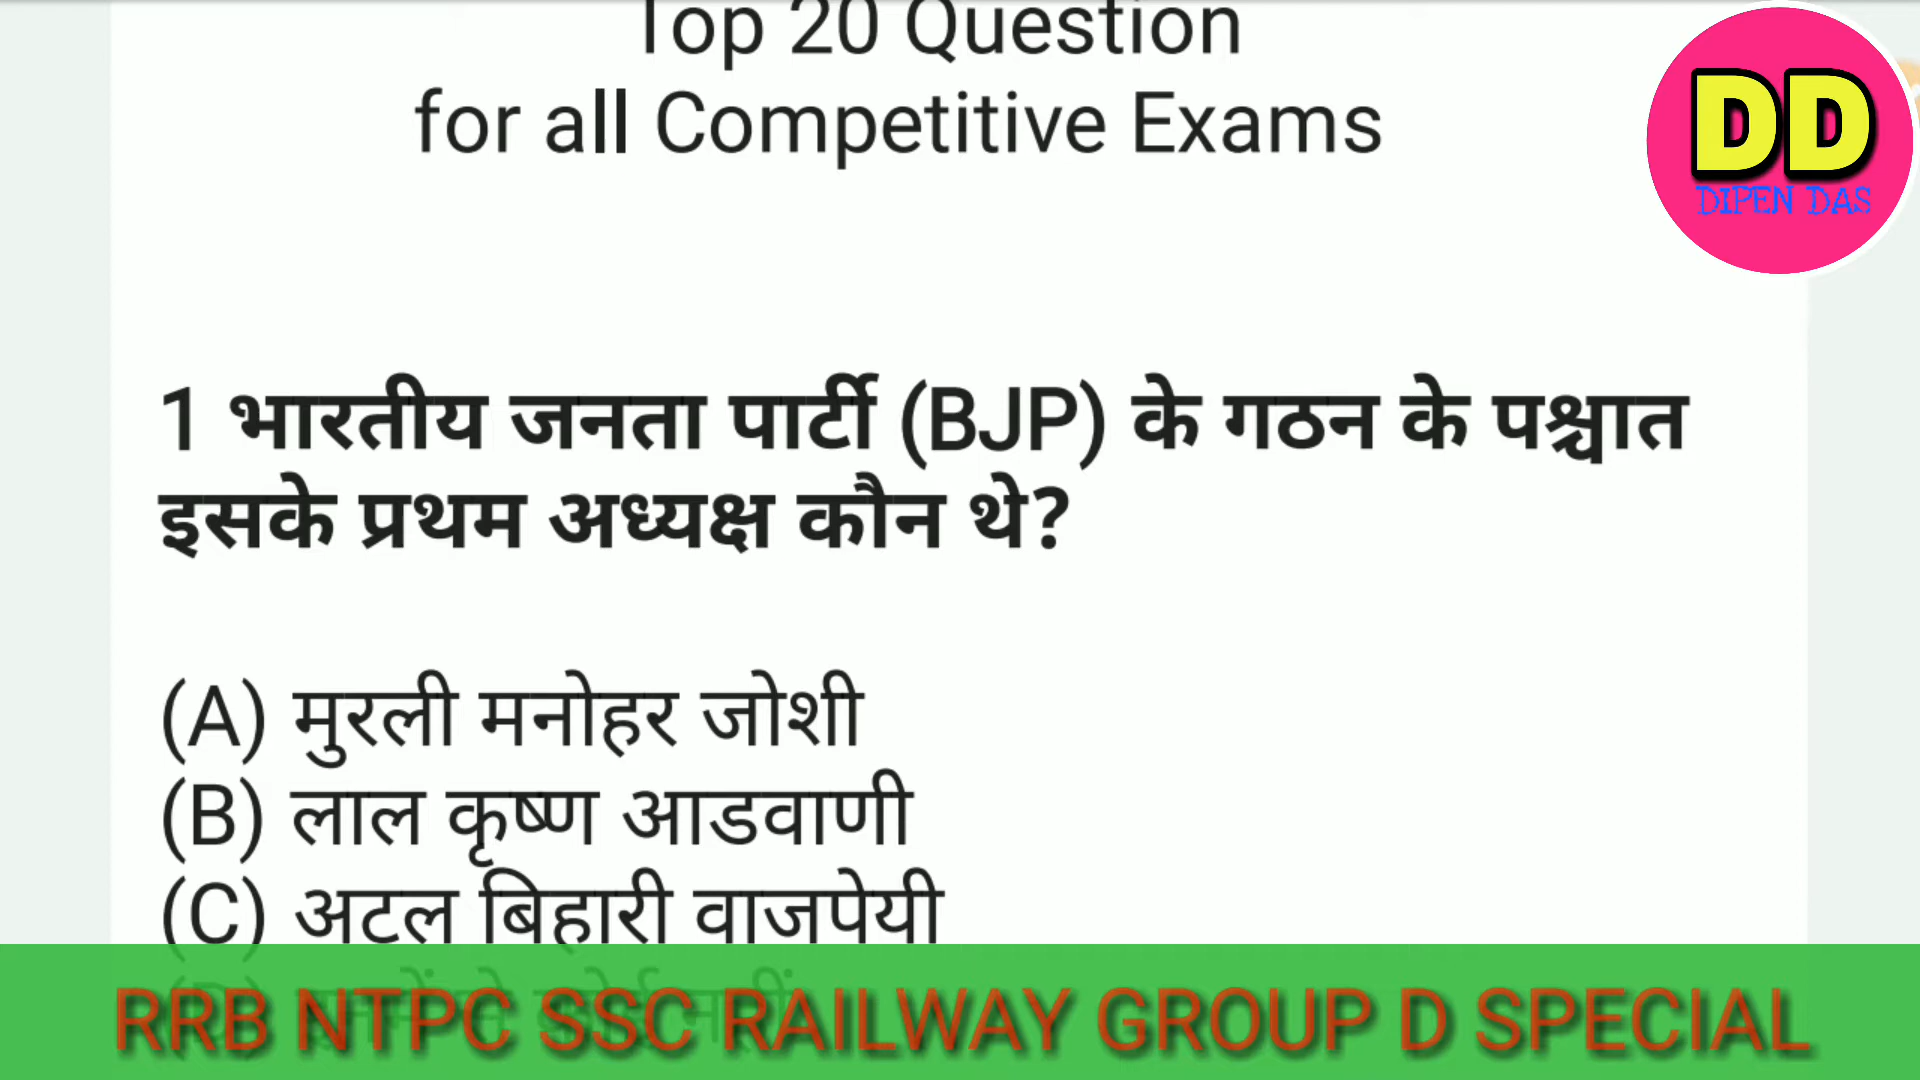 Top 20 Question
for all Competitive Exams
DD
DIPEN DAS
1 भारतीय जनता पार्टी (BJP) के गठन के पश्चात
इसके प्रथम अध्यक्ष कौन थे?
(A) मुरली मनोहर जोशी
(B) लाल कृष्ण आडवाणी
(C) अटल बिहारी वाजपेयी
RRB NTPC SSC RAILWAY GROUP D SPECIAL